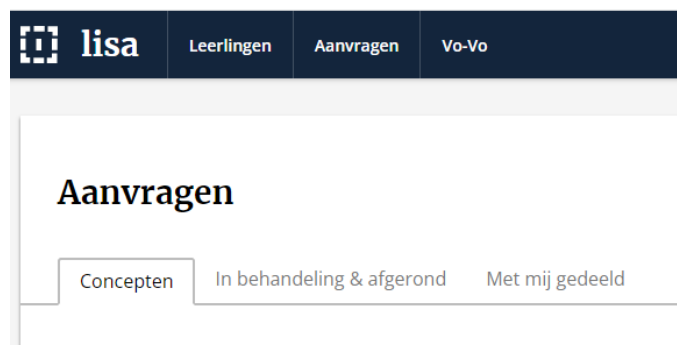 lisa Leerlingen Aanvragen Vo-Vo
Aanvragen
Concepten In behandeling & afgerond Met mij gedeeld